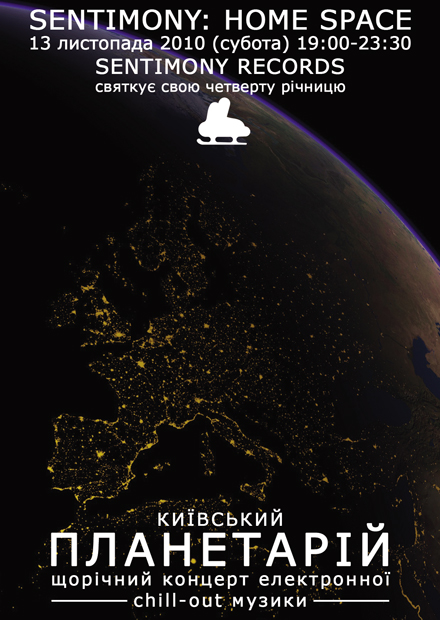 SENTIMONY: HOME SPACE
13 листопада 2010 (субота) 19:00-23:30
SENTIMONY RECORDS
святкує свою четверту річницю
КИЇВСЬКИЙ
ПЛАНЕТАРІЙ
щорічний концерт електронної
chill-out музики